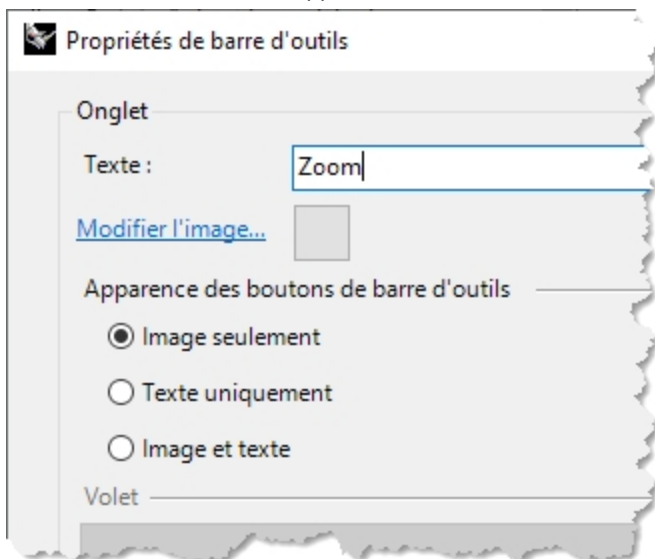 Propriétés de barre d'outils
Onglet
Texte :
Zoom
Modifier l'image...
Apparence des boutons de barre d'outils
Image seulement
Texte uniquement
Image et texte
Volet